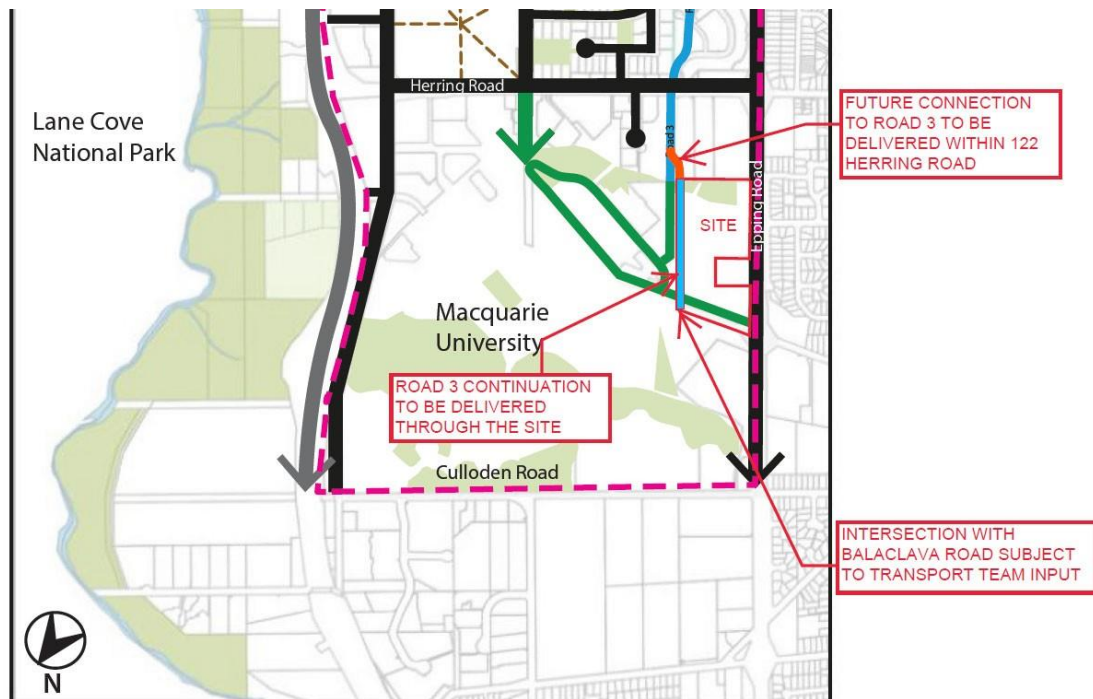 Lane Cove
National Park
Herring Road
FUTURE CONNECTION
TO ROAD 3 TO BE
DELIVERED WITHIN 122
HERRING ROAD
Epping Road
SITE
Macquarie
University
ROAD 3 CONTINUATION
TO BE DELIVERED
THROUGH THE SITE
Culloden Road
INTERSECTION WITH
BALACLAVA ROAD SUBJECT
TO TRANSPORT TEAM INPUT
N